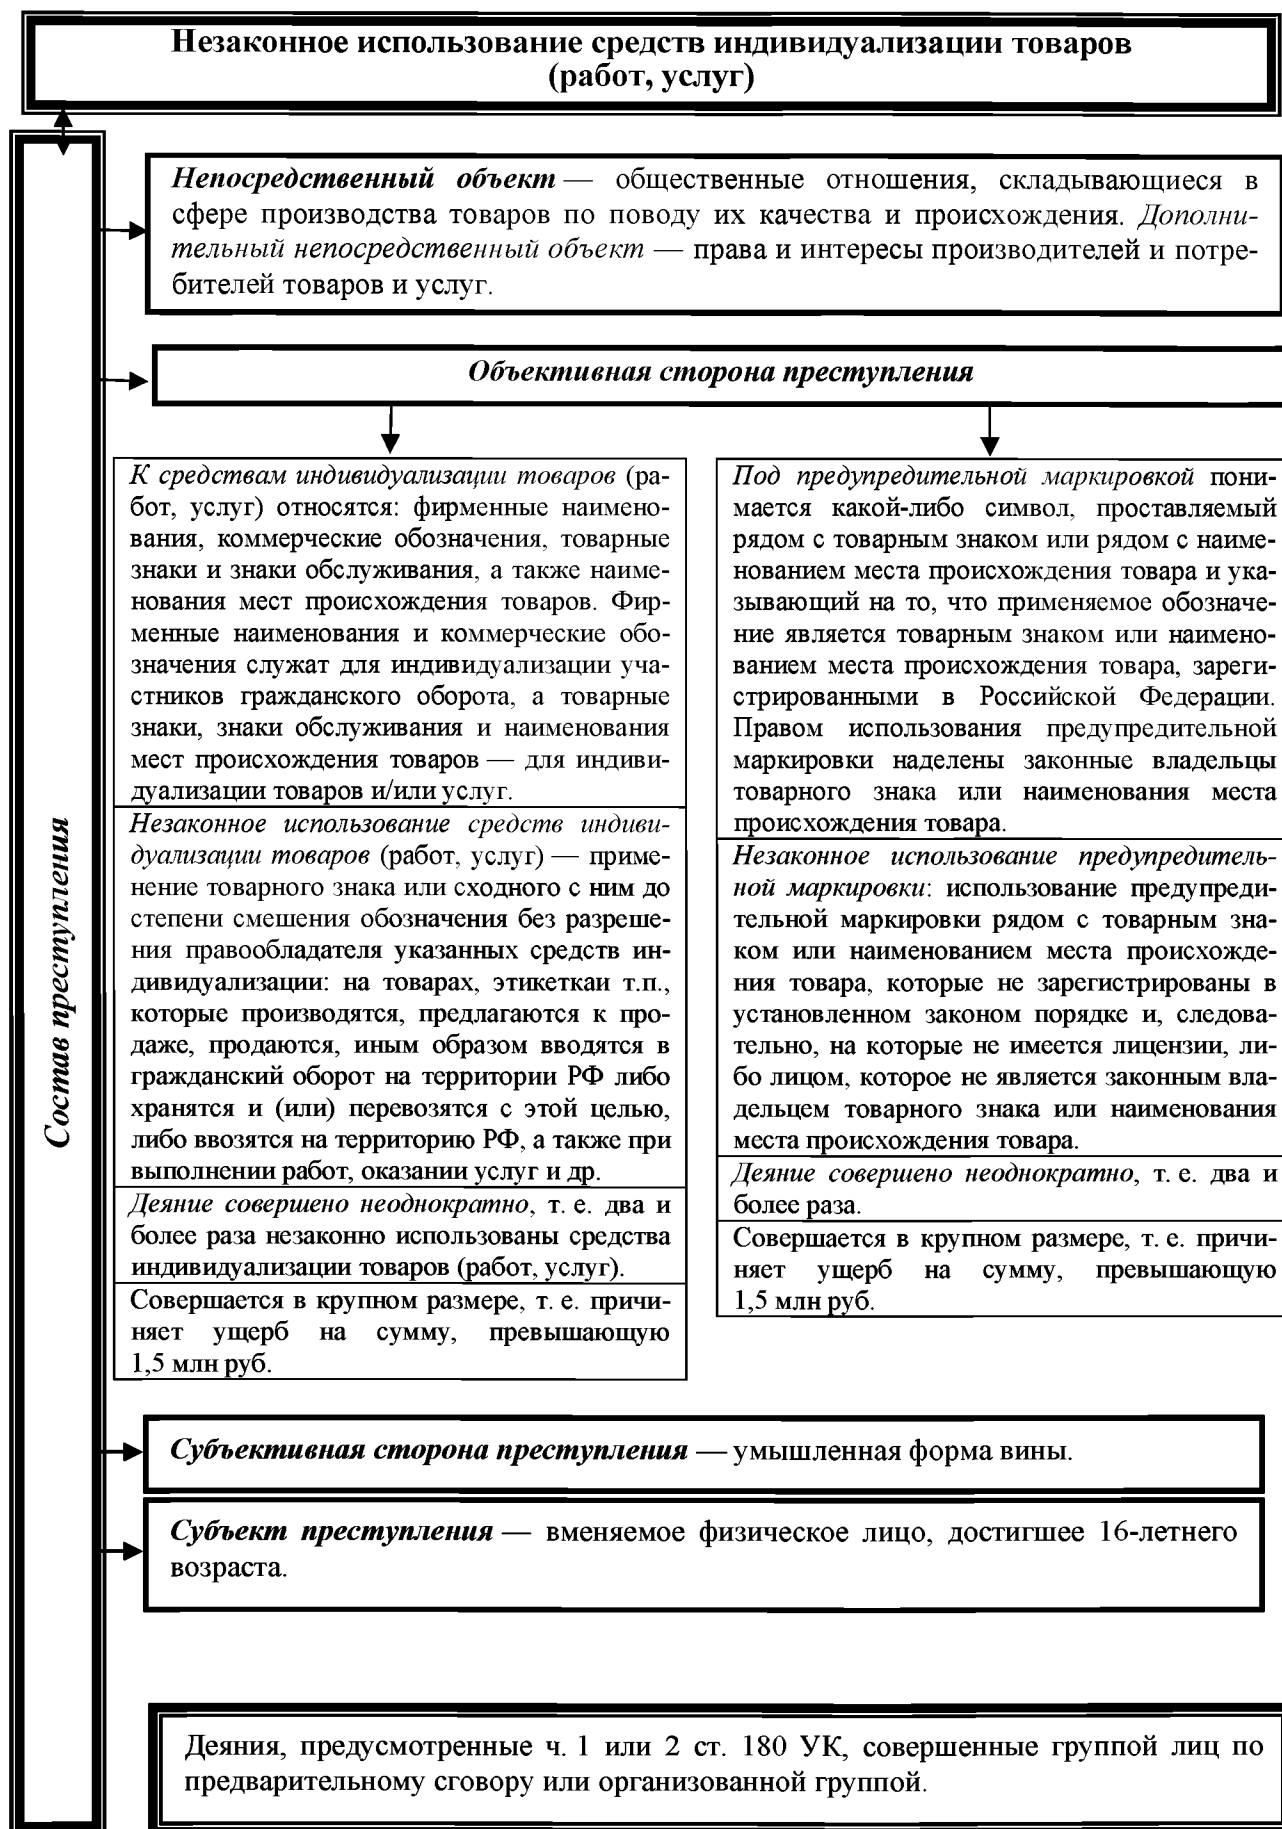 Незаконное использование средств индивидуализации товаров
(работ, услуг)
Состав преступления
Непосредственный объект — общественные отношения, складывающиеся в
сфере производства товаров по поводу их качества и происхождения. Дополни-
тельный непосредственный объект — права и интересы производителей и потре-
бителей товаров и услуг.
Объективная сторона преступления
К средствам индивидуализации товаров (ра-
бот, услуг) относятся: фирменные наимено-
вания, коммерческие обозначения, товарные
знаки и знаки обслуживания, а также наиме-
нования мест происхождения товаров. Фир-
менные наименования и коммерческие обо-
значения служат для индивидуализации уча-
стников гражданского оборота, а товарные
знаки, знаки обслуживания и наименования
мест происхождения товаров — для индиви-
дуализации товаров и/или услуг.
Незаконное использование средств индиви-
дуализации товаров (работ, услуг) — приме-
нение товарного знака или сходного с ним до
степени смешения обозначения без разреше-
ния правообладателя указанных средств ин-
дивидуализации: на товарах, этикеткаи т.п.,
которые производятся, предлагаются к про-
даже, продаются, иным образом вводятся в
гражданский оборот на территории РФ либо
хранятся и (или) перевозятся с этой целью,
либо ввозятся на территорию РФ, а также при
выполнении работ, оказании услуг и др.
Деяние совершено неоднократно, т. е. два и
более раза незаконно использованы средства
индивидуализации товаров (работ, услуг).
Совершается в крупном размере, т. е. причи-
няет ущерб на сумму, превышающую
1,5 млн руб.
Под предупредительной маркировкой пони-
мается какой-либо символ, проставляемый
рядом с товарным знаком или рядом с наиме-
нованием места происхождения товара и ука-
зывающий на то, что применяемое обозначе-
ние является товарным знаком или наимено-
ванием места происхождения товара, зареги-
стрированными в Российской Федерации.
Правом использования предупредительной
маркировки наделены законные владельцы
товарного знака или наименования места
происхождения товара.
Незаконное использование предупредитель-
ной маркировки: использование предупреди-
тельной маркировки рядом с товарным зна-
ком или наименованием места происхожде-
ния товара, которые не зарегистрированы в
установленном законом порядке и, следова-
тельно, на которые не имеется лицензии, ли-
бо лицом, которое не является законным вла-
дельцем товарного знака или наименования
места происхождения товара.
Деяние совершено неоднократно, т. е. два и
более раза.
Совершается в крупном размере, т. е. причи-
няет ущерб на сумму, превышающую
1,5 млн руб.
Субъективная сторона преступления — умышленная форма вины.
Субъект преступления — вменяемое физическое лицо, достигшее 16-летнего
возраста.
Деяния, предусмотренные ч. 1 или 2 ст. 180 УК, совершенные группой лиц по
предварительному сговору или организованной группой.